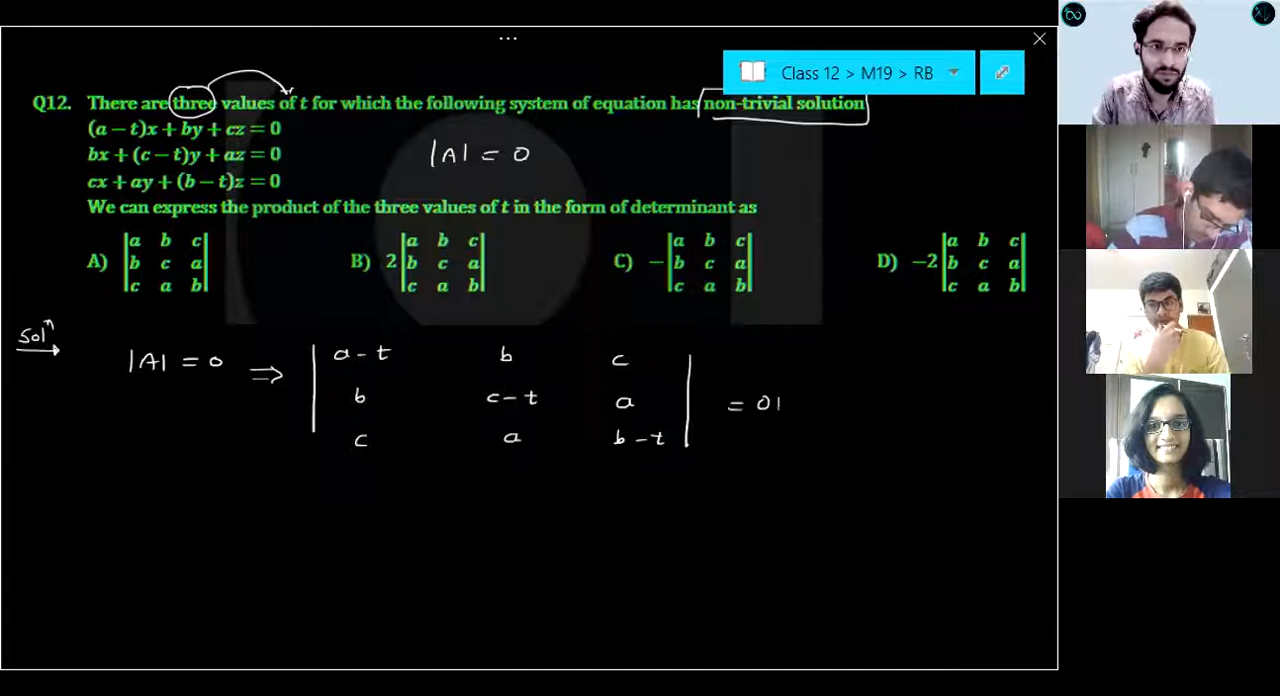 ...
Class 12 > M19 > RB
Q12. There are three values of t for which the following system of equation has non-trivial solution
(a – t)x + by + cz = 0
bx + (c – t)y + az = 0
cx + ay + (b – t)z = 0
|A| = 0
We can express the product of the three values of t in the form of determinant as
A) |a b c| B) 2 |a b c| C) – |a b c| D) –2 |a b c|
|b c a| |b c a| |b c a| |b c a|
|c a b| |c a b| |c a b| |c a b|
Solⁿ
|A| = 0 ⇒ | a - t b c |
| b c - t a | = 0
| c a b - t |